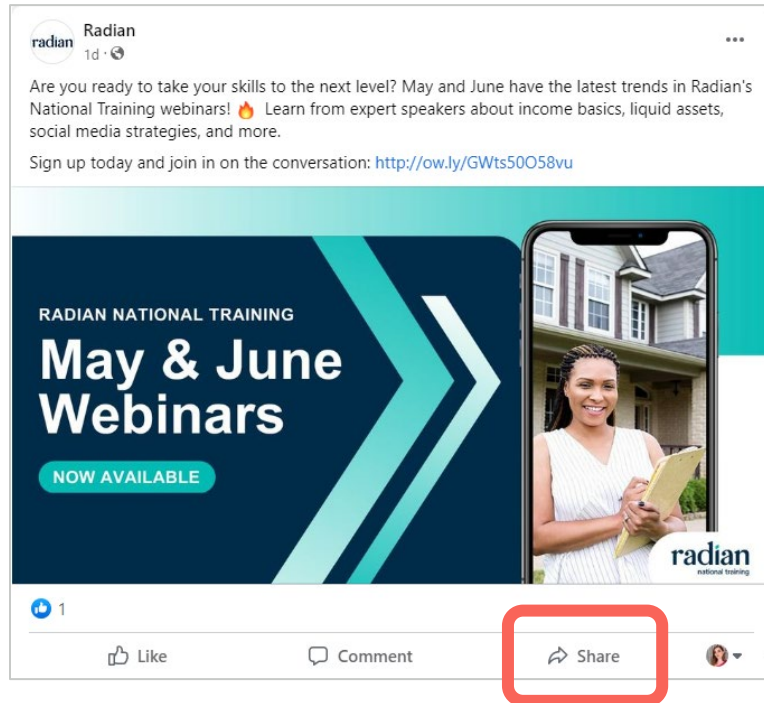 radian
Radian
1d ·
Are you ready to take your skills to the next level? May and June have the latest trends in Radian's
National Training webinars! 🔥 Learn from expert speakers about income basics, liquid assets,
social media strategies, and more.
Sign up today and join in on the conversation: http://ow.ly/GWts50O58vu
RADIAN NATIONAL TRAINING
May & June
Webinars
NOW AVAILABLE
radian
national training
1
Like
Comment
Share